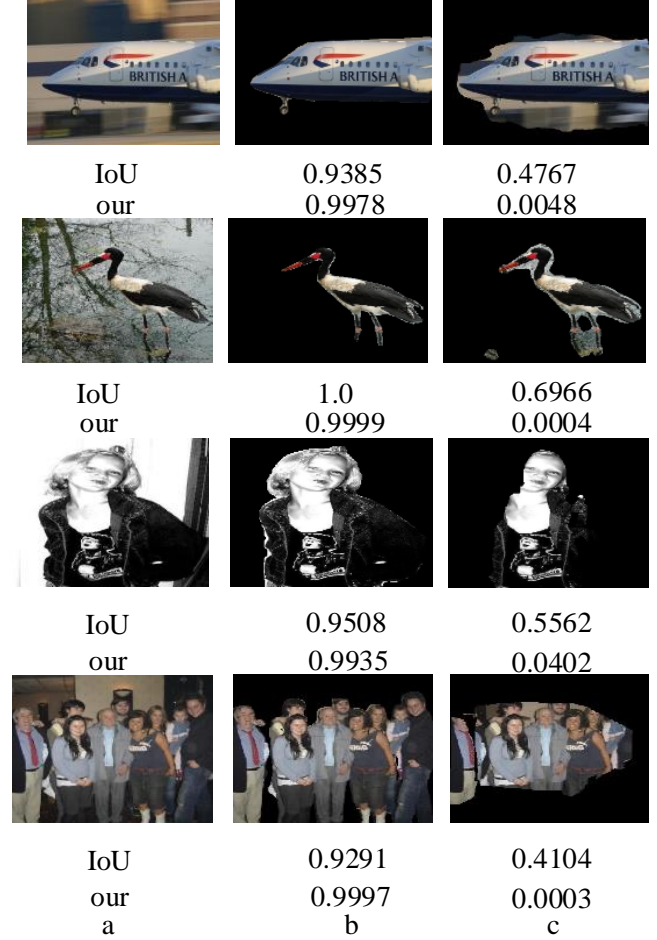 BRITISH A
BRITISH A
BRITISH A
IoU 0.9385 0.4767
our 0.9978 0.0048
IoU 1.0 0.6966
our 0.9999 0.0004
IoU 0.9508 0.5562
our 0.9935 0.0402
IoU 0.9291 0.4104
our 0.9997 0.0003
a b c